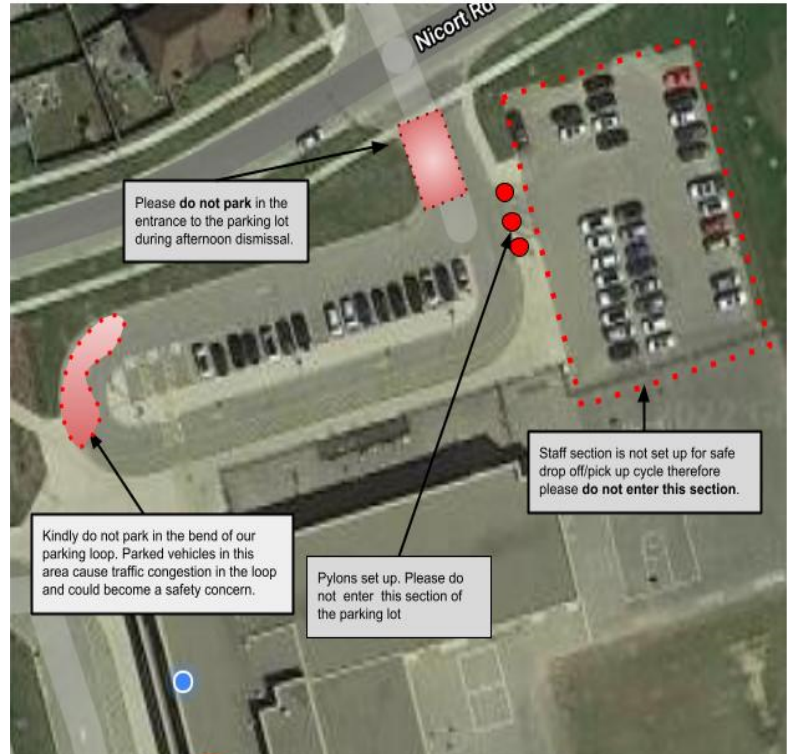 Nicort Rd
Please do not park in the
entrance to the parking lot
during afternoon dismissal.
Staff section is not set up for safe
drop off/pick up cycle therefore
please do not enter this section.
Kindly do not park in the bend of our
parking loop. Parked vehicles in this
area cause traffic congestion in the loop
and could become a safety concern.
Pylons set up. Please do
not enter this section of
the parking lot